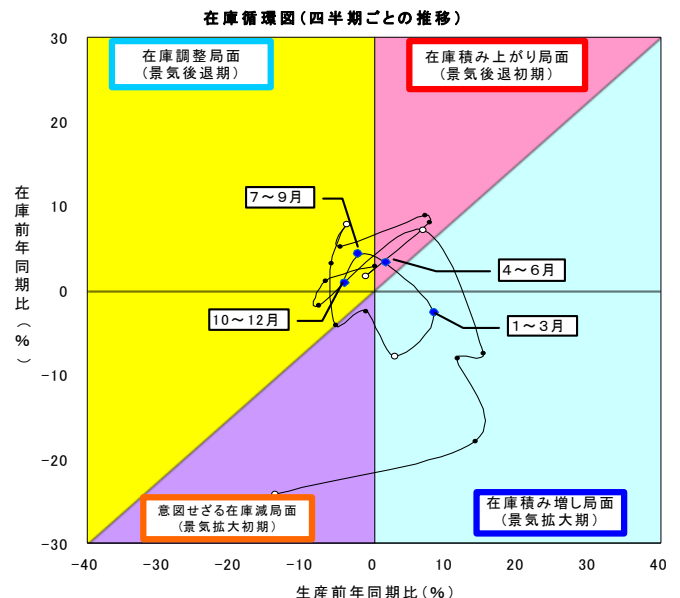 在庫循環図(四半期ごとの推移)
30
20
10
0
-10
-20
-30
在庫前年同期比(%)
在庫調整局面
(景気後退期)
在庫積み上がり局面
(景気後退初期)
7~9月
4~6月
10~12月
1~3月
意図せざる在庫減局面
(景気拡大初期)
在庫積み増し局面
(景気拡大期)
-40 -30 -20 -10 0 10 20 30 40
生産前年同期比(%)